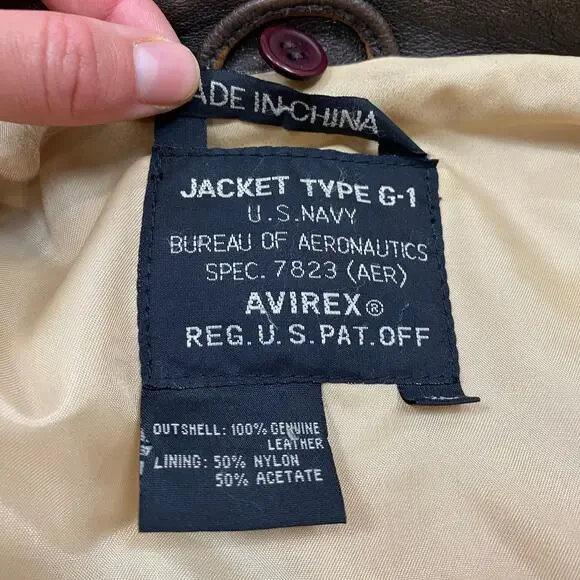 ADE IN CHINA
JACKET TYPE G-1
U.S. NAVY
BUREAU OF AERONAUTICS
SPEC. 7823 (AER)
AVIREX®
REG. U.S. PAT. OFF
OUTSHELL: 100% GENUINE
LEATHER
LINING: 50% NYLON
50% ACETATE